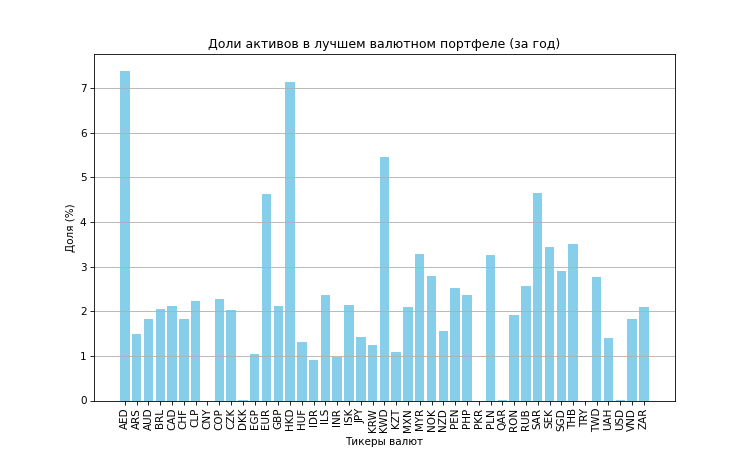 Доли активов в лучшем валютном портфеле (за год)
Доля (%)
7
6
5
4
3
2
1
0
AED ARS AUD BRL CAD CHF CLP CNY COP CZK DKK EGP EUR GBP HKD HUF IDR ILS INR ISK JPY KRW KWD KZT MXN MYR NOK NZD PEN PHP PKR PLN QAR RON RUB SAR SEK SGD THB TRY TWD UAH USD VND ZAR
Тикеры валют